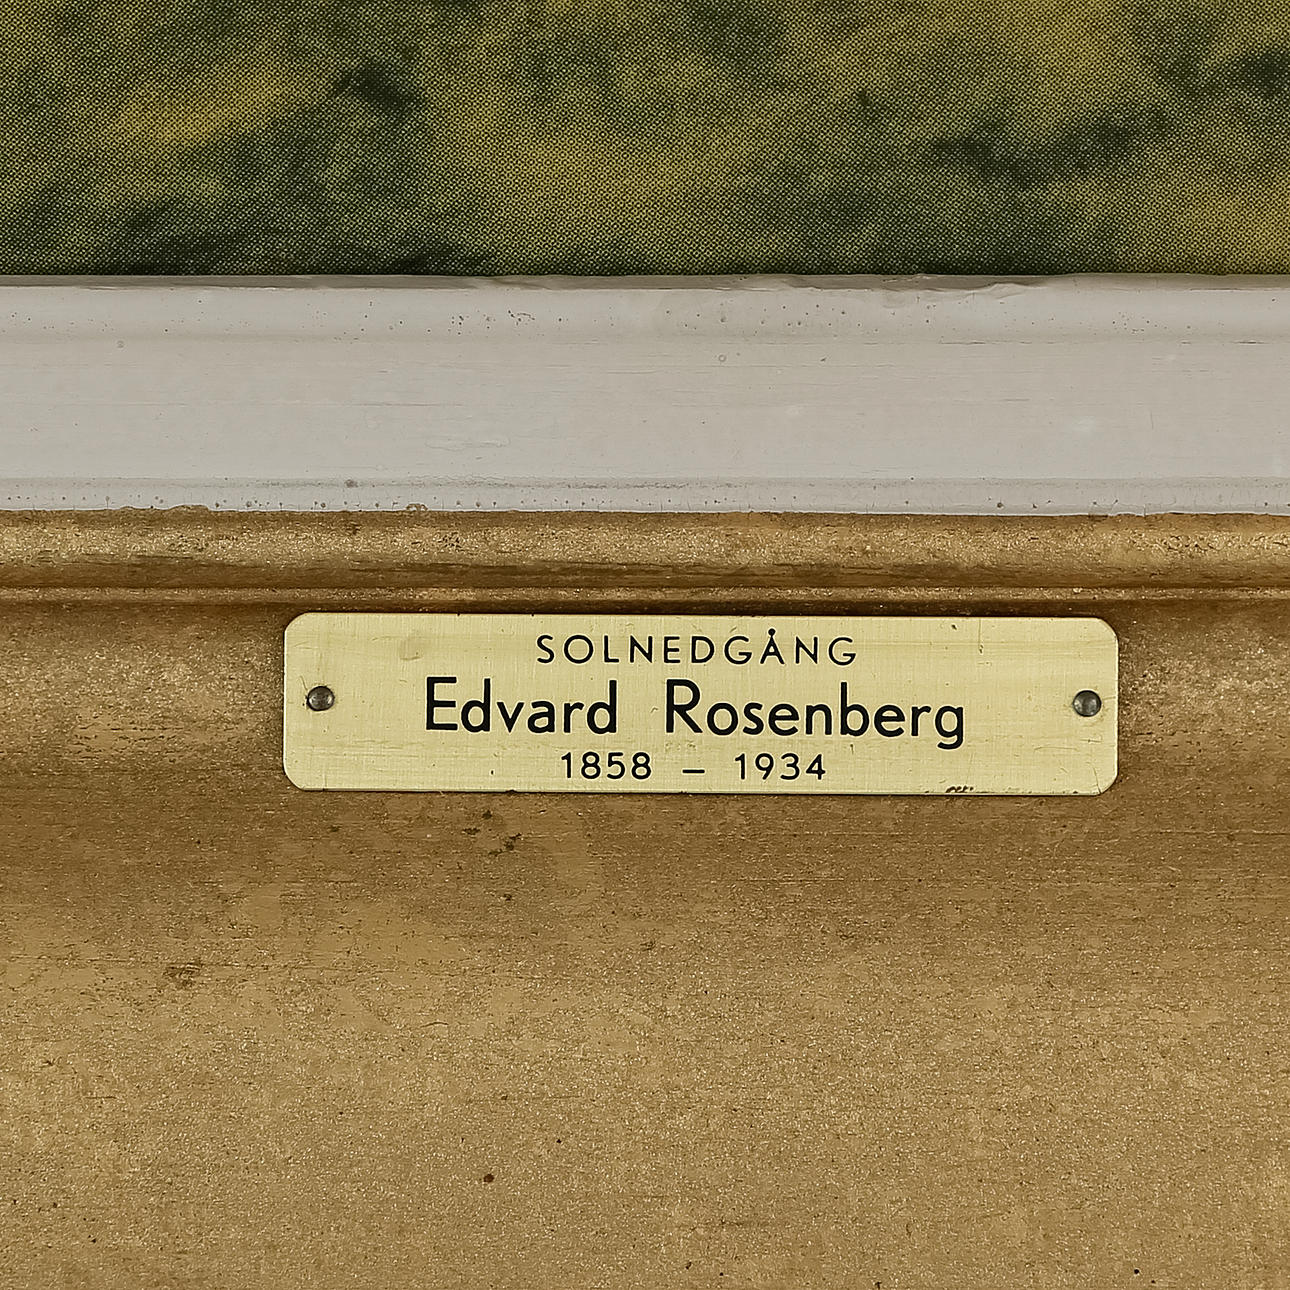 SOLNEDGÅNG
Edvard Rosenberg
1858 – 1934